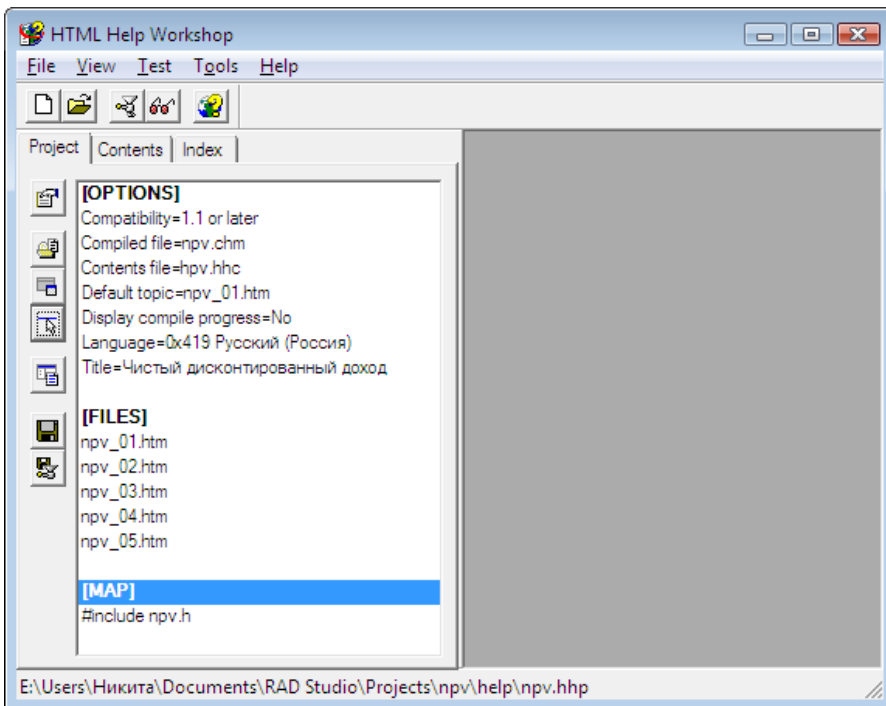 HTML Help Workshop
File View Test Tools Help
Project Contents Index
[OPTIONS]
Compatibility=1.1 or later
Compiled file=npv.chm
Contents file=hpv.hhc
Default topic=npv_01.htm
Display compile progress=No
Language=0x419 Русский (Россия)
Title=Чистый дисконтированный доход
[FILES]
npv_01.htm
npv_02.htm
npv_03.htm
npv_04.htm
npv_05.htm
[MAP]
#include npv.h
E:\Users\Никита\Documents\RAD Studio\Projects\npv\help\npv.hhp